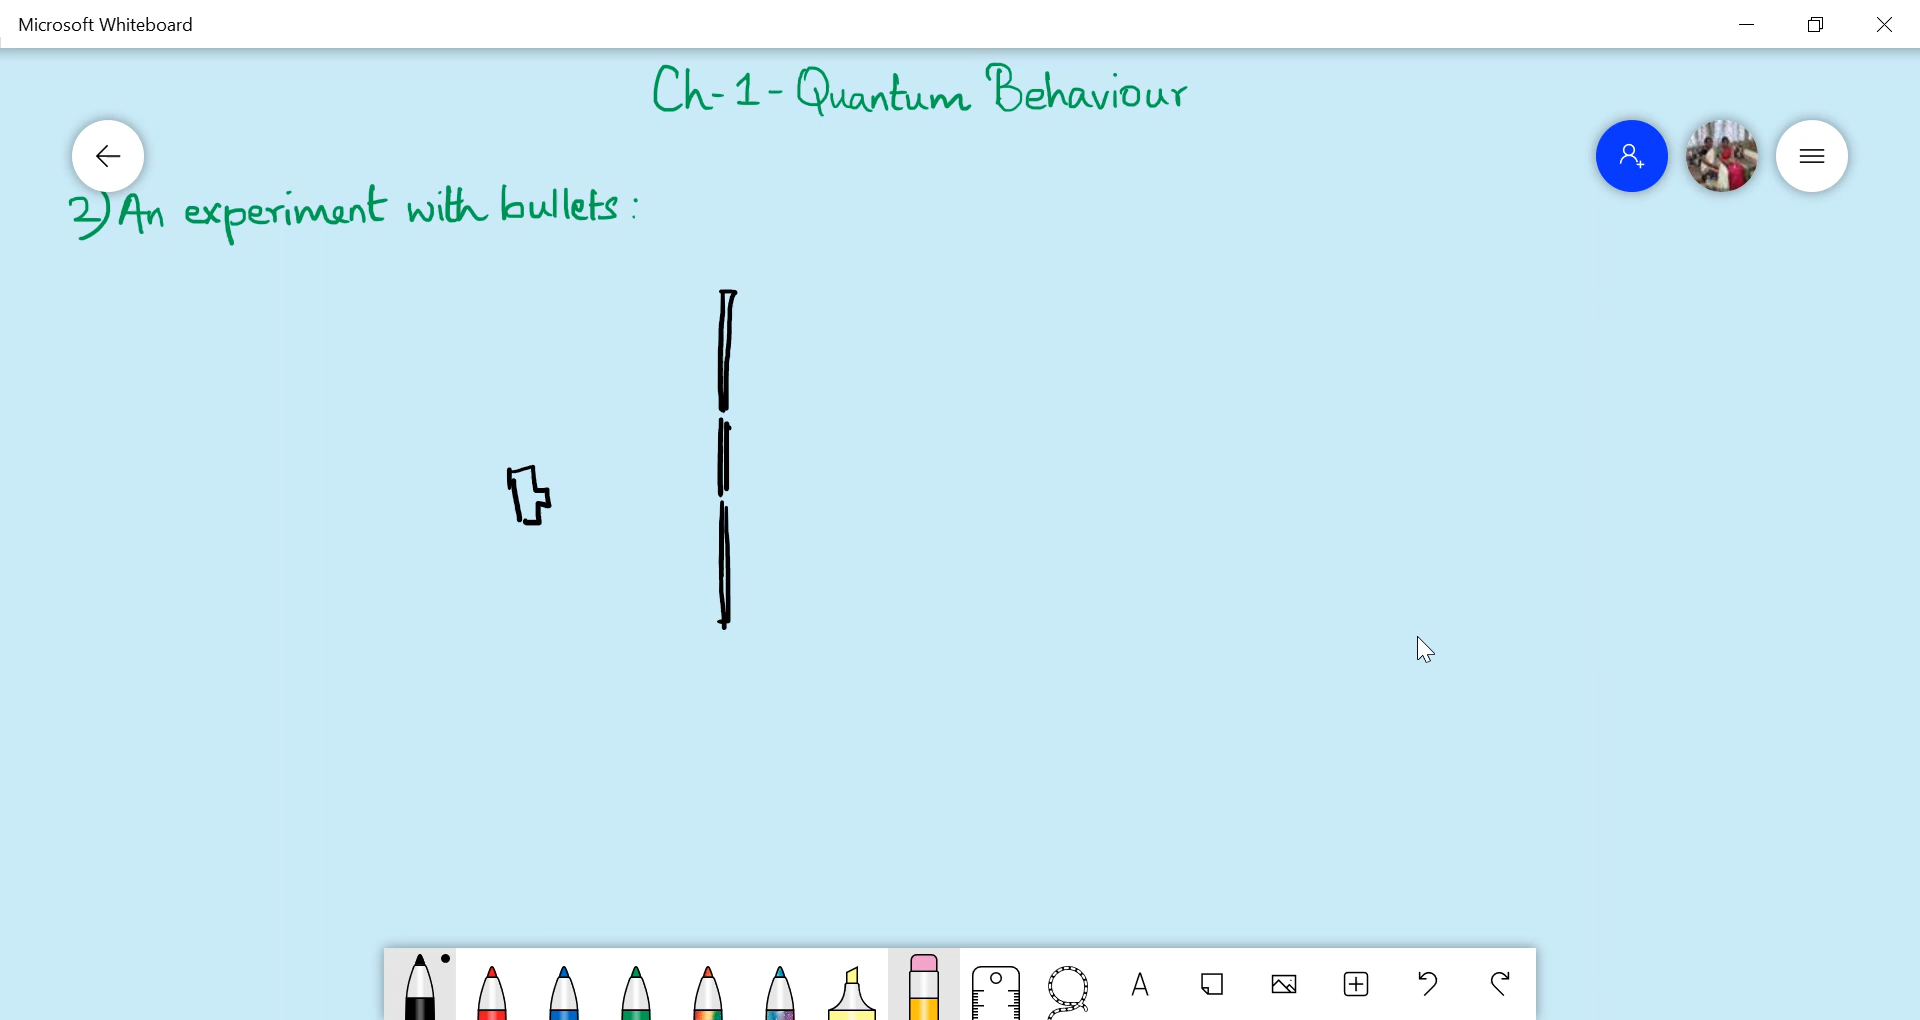 Microsoft Whiteboard
Ch-1-Quantum Behaviour
2) An experiment with bullets :